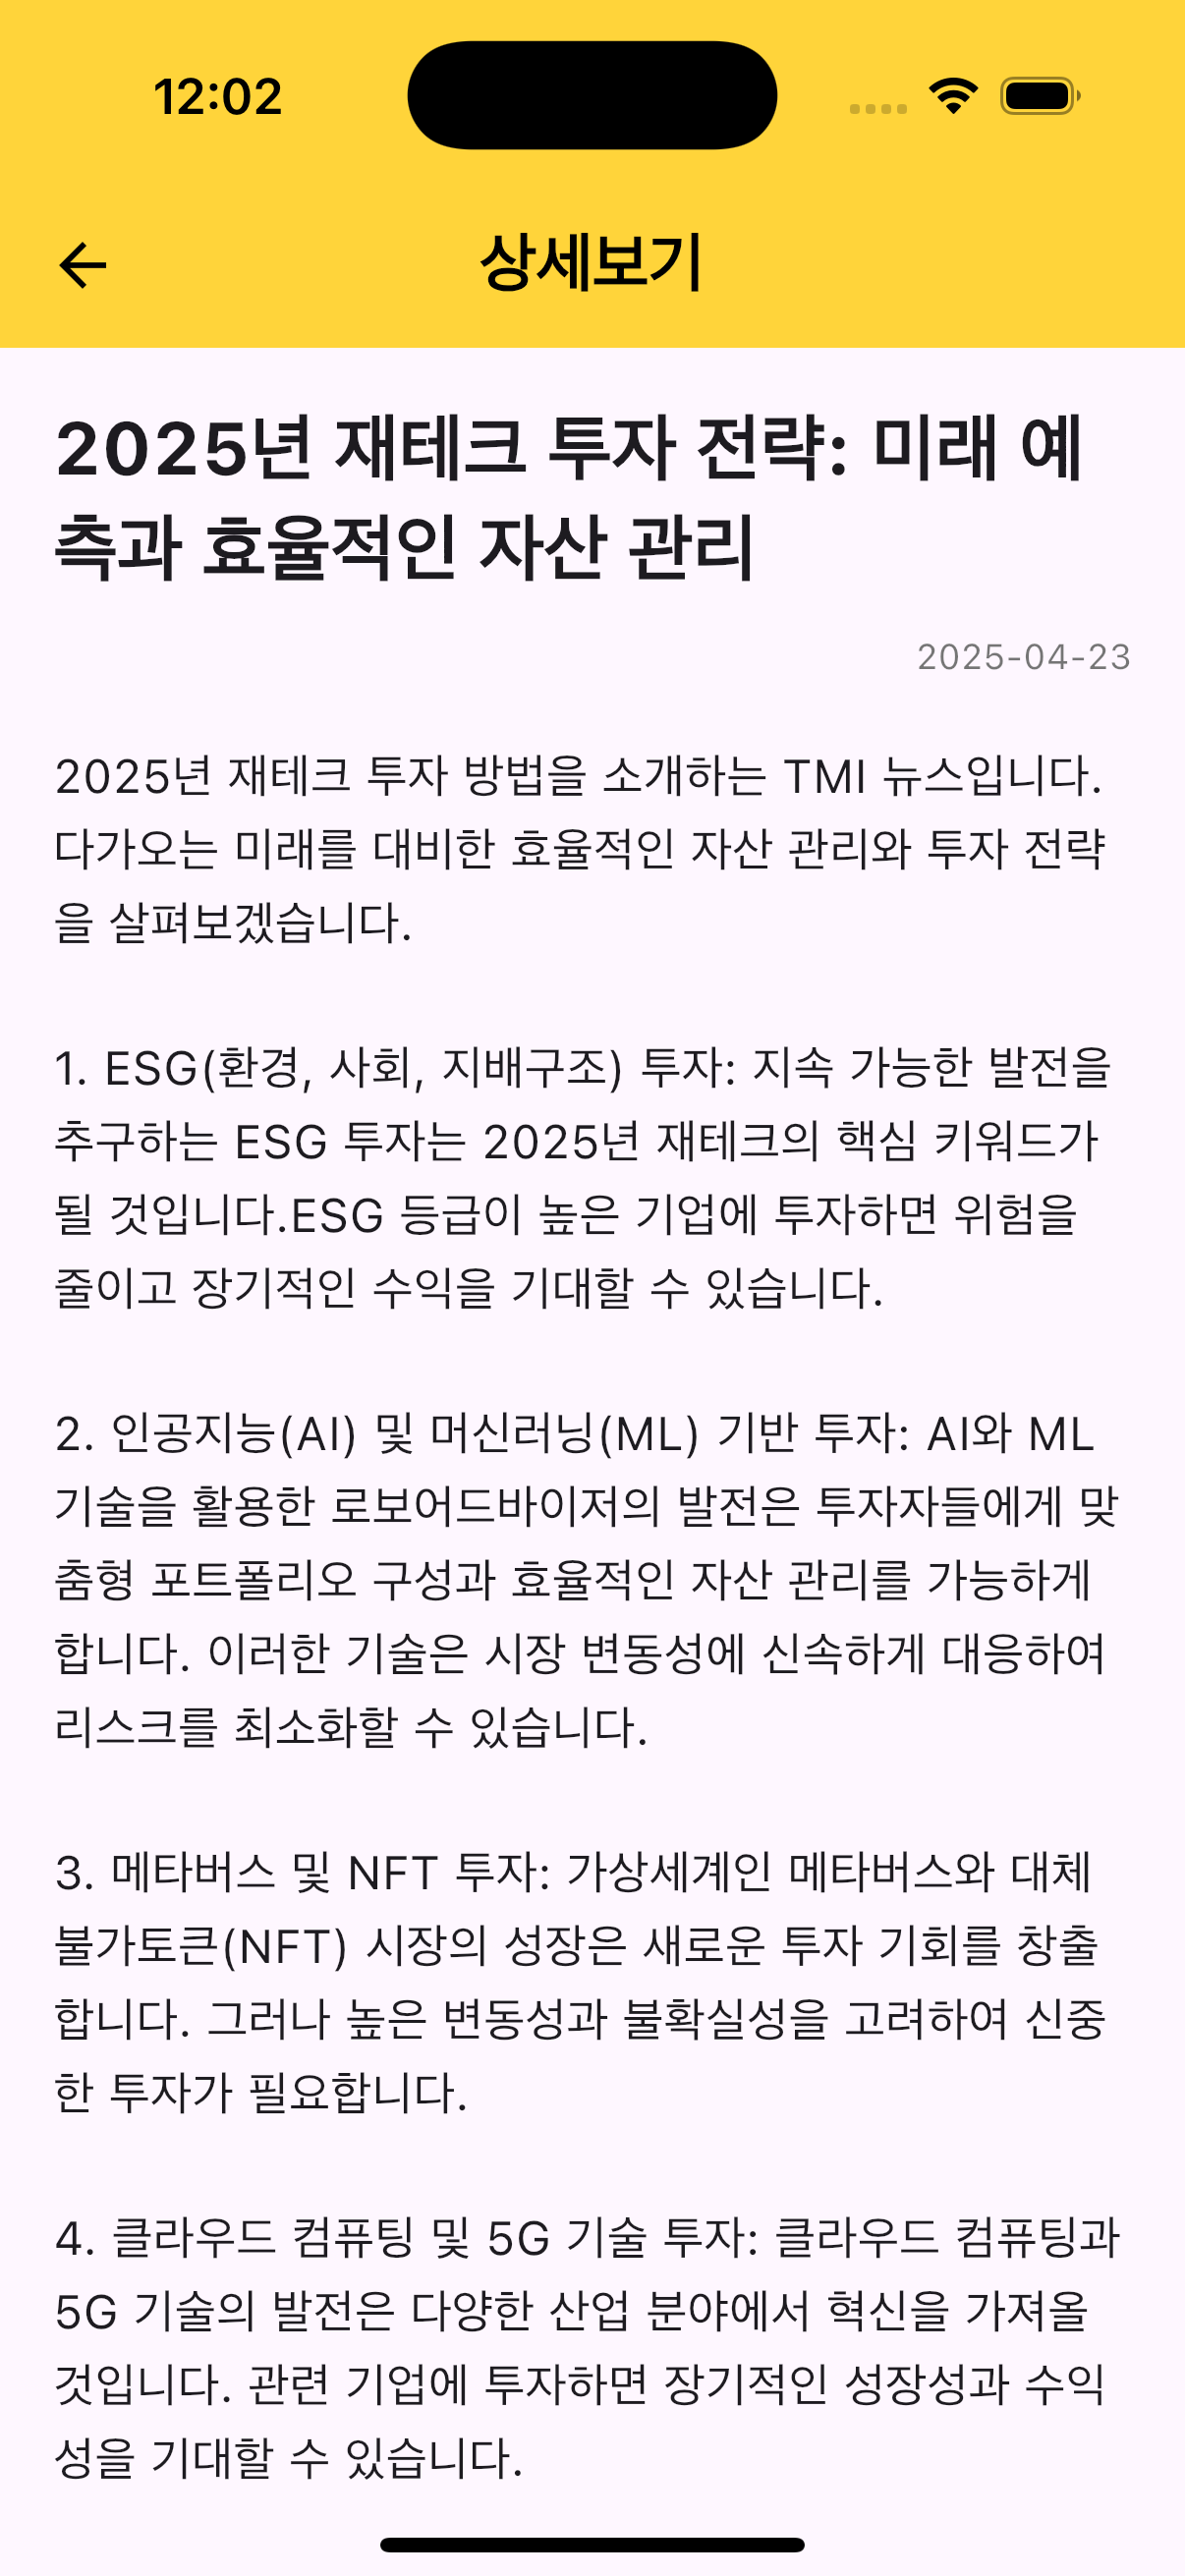 12:02
상세보기
2025년 재테크 투자 전략: 미래 예
측과 효율적인 자산 관리
2025-04-23
2025년 재테크 투자 방법을 소개하는 TMI 뉴스입니다.
다가오는 미래를 대비한 효율적인 자산 관리와 투자 전략
을 살펴보겠습니다.
1. ESG(환경, 사회, 지배구조) 투자: 지속 가능한 발전을
추구하는 ESG 투자는 2025년 재테크의 핵심 키워드가
될 것입니다.ESG 등급이 높은 기업에 투자하면 위험을
줄이고 장기적인 수익을 기대할 수 있습니다.
2. 인공지능(AI) 및 머신러닝(ML) 기반 투자: AI와 ML
기술을 활용한 로보어드바이저의 발전은 투자자들에게 맞
춤형 포트폴리오 구성과 효율적인 자산 관리를 가능하게
합니다. 이러한 기술은 시장 변동성에 신속하게 대응하여
리스크를 최소화할 수 있습니다.
3. 메타버스 및 NFT 투자: 가상세계인 메타버스와 대체
불가토큰(NFT) 시장의 성장은 새로운 투자 기회를 창출
합니다. 그러나 높은 변동성과 불확실성을 고려하여 신중
한 투자가 필요합니다.
4. 클라우드 컴퓨팅 및 5G 기술 투자: 클라우드 컴퓨팅과
5G 기술의 발전은 다양한 산업 분야에서 혁신을 가져올
것입니다. 관련 기업에 투자하면 장기적인 성장성과 수익
성을 기대할 수 있습니다.